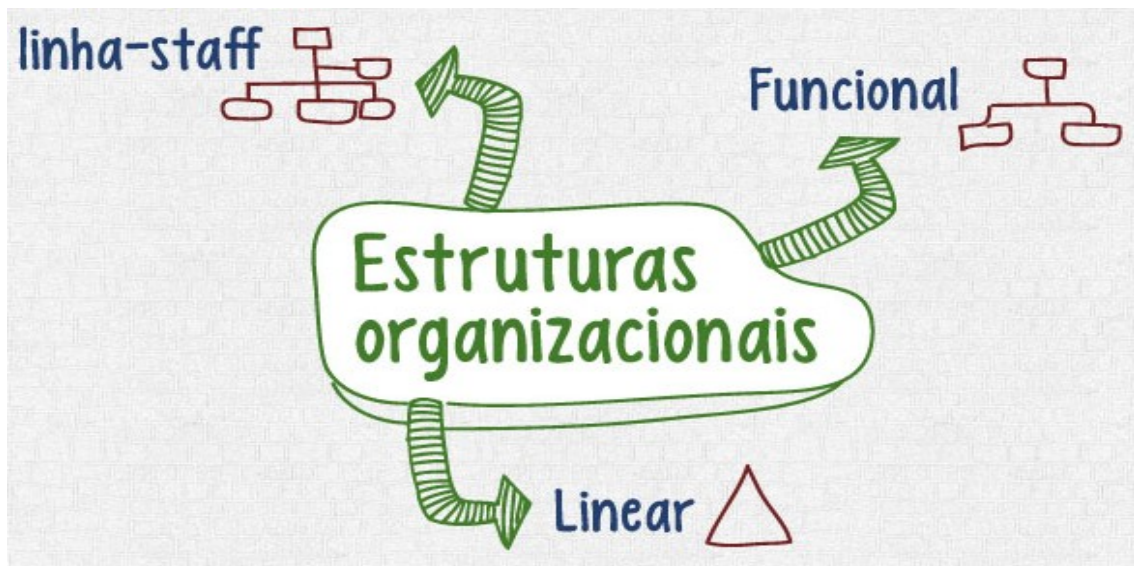 linha-staff
Funcional
Estruturas
organizacionais
Linear